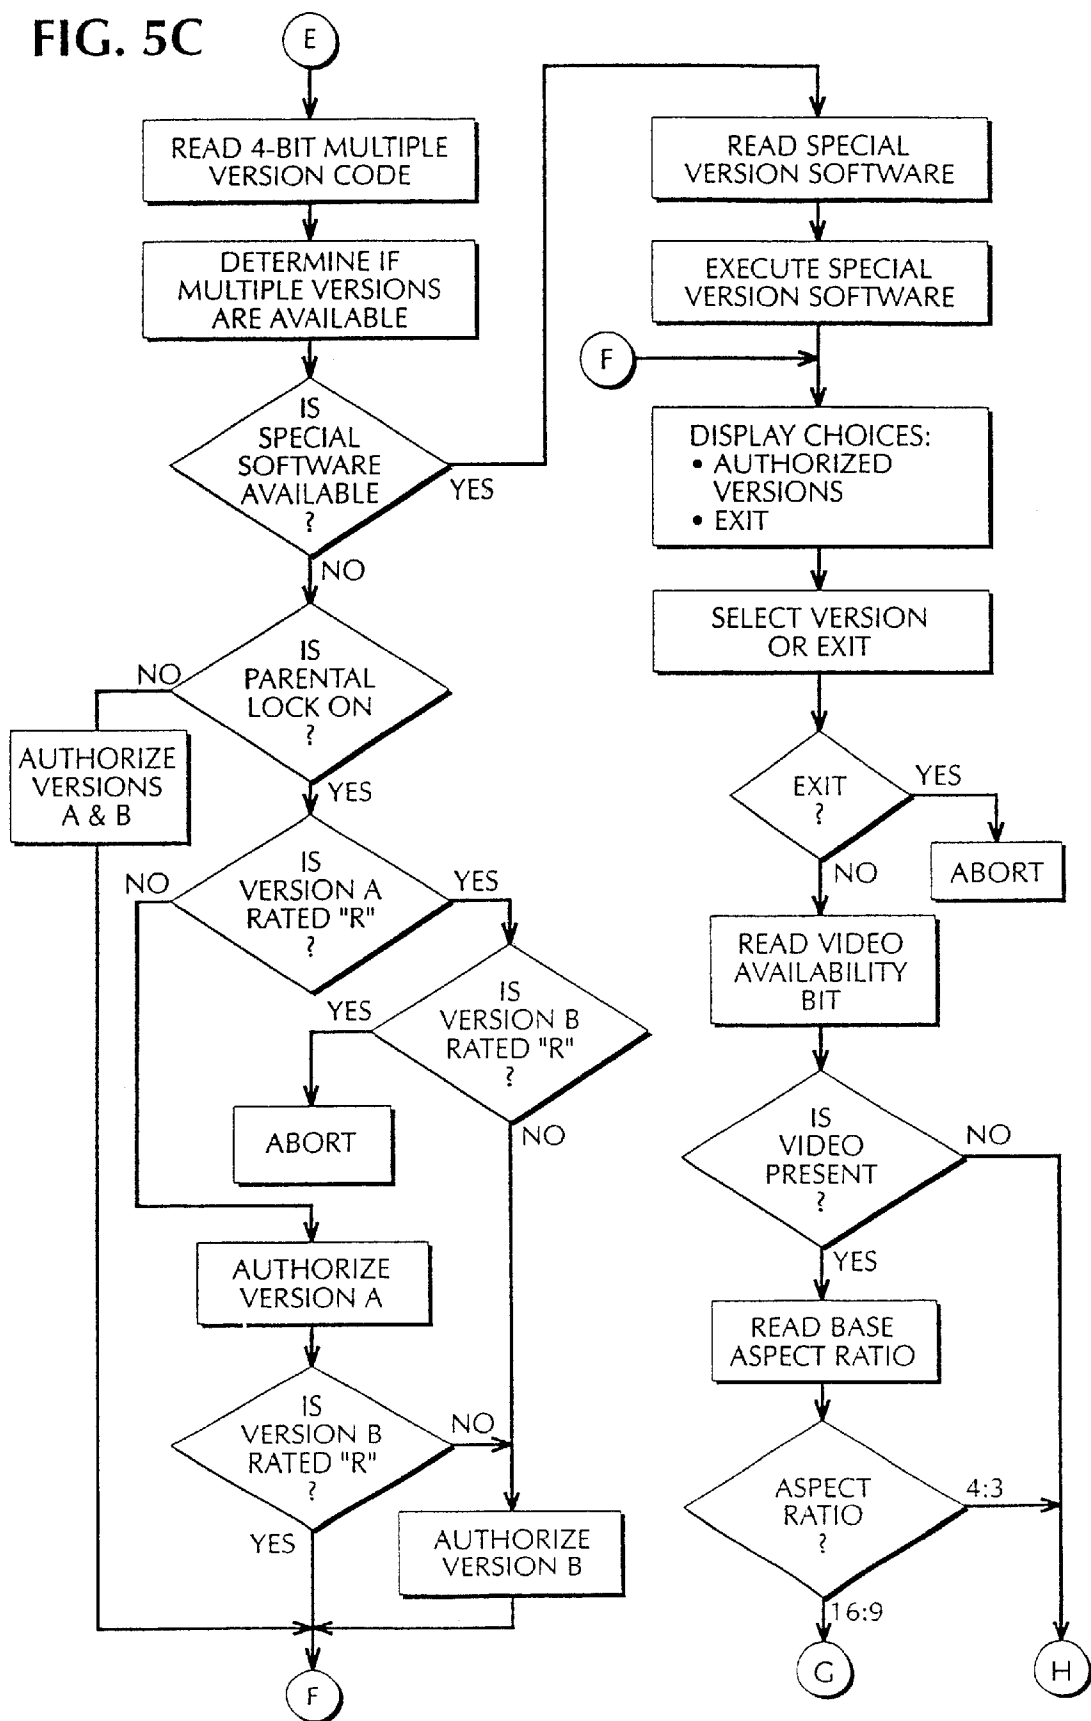 FIG. 5C
E
READ 4-BIT MULTIPLE
VERSION CODE
DETERMINE IF
MULTIPLE VERSIONS
ARE AVAILABLE
IS
SPECIAL
SOFTWARE
AVAILABLE
?
YES
NO
IS
PARENTAL
LOCK ON
?
NO
YES
AUTHORIZE
VERSIONS
A & B
IS
VERSION A
RATED "R"
?
NO
YES
IS
VERSION B
RATED "R"
?
YES
NO
ABORT
AUTHORIZE
VERSION A
IS
VERSION B
RATED "R"
?
NO
YES
AUTHORIZE
VERSION B
F
READ SPECIAL
VERSION SOFTWARE
EXECUTE SPECIAL
VERSION SOFTWARE
F
DISPLAY CHOICES:
• AUTHORIZED
VERSIONS
• EXIT
SELECT VERSION
OR EXIT
EXIT
?
YES
NO
ABORT
READ VIDEO
AVAILABILITY
BIT
IS
VIDEO
PRESENT
?
NO
YES
READ BASE
ASPECT RATIO
ASPECT
RATIO
?
4:3
16:9
G
H